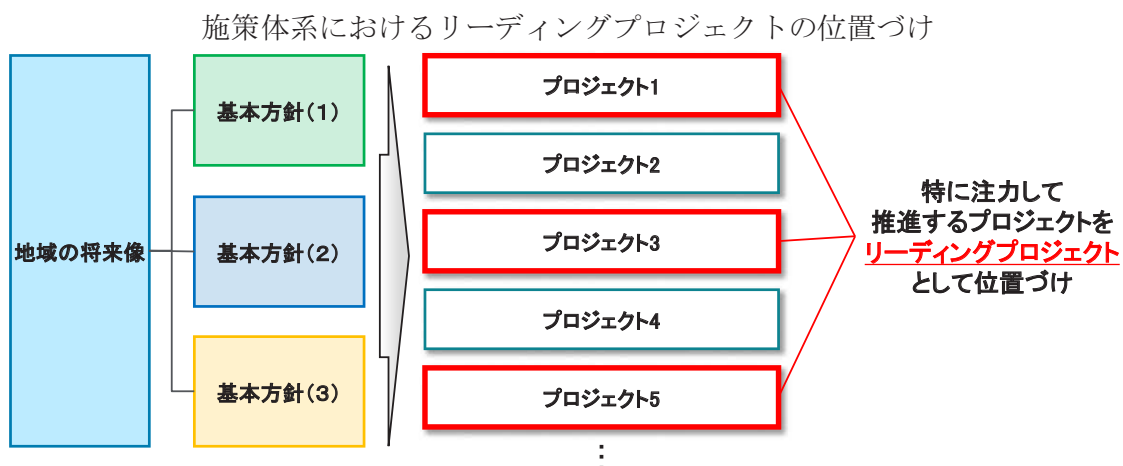 施策体系におけるリーディングプロジェクトの位置づけ
地域の将来像
基本方針(1)
基本方針(2)
基本方針(3)
プロジェクト1
プロジェクト2
プロジェクト3
プロジェクト4
プロジェクト5
⋮
特に注力して
推進するプロジェクトを
リーディングプロジェクト
として位置づけ